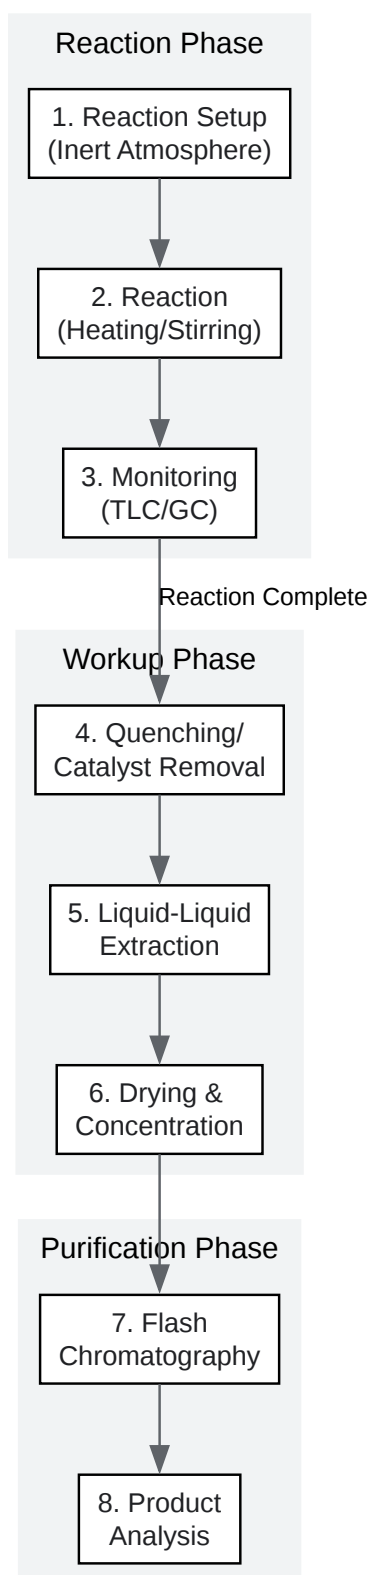 Reaction Phase
1. Reaction Setup
(Inert Atmosphere)
2. Reaction
(Heating/Stirring)
3. Monitoring
(TLC/GC)
Reaction Complete
Workup Phase
4. Quenching/
Catalyst Removal
5. Liquid-Liquid
Extraction
6. Drying &
Concentration
Purification Phase
7. Flash
Chromatography
8. Product
Analysis